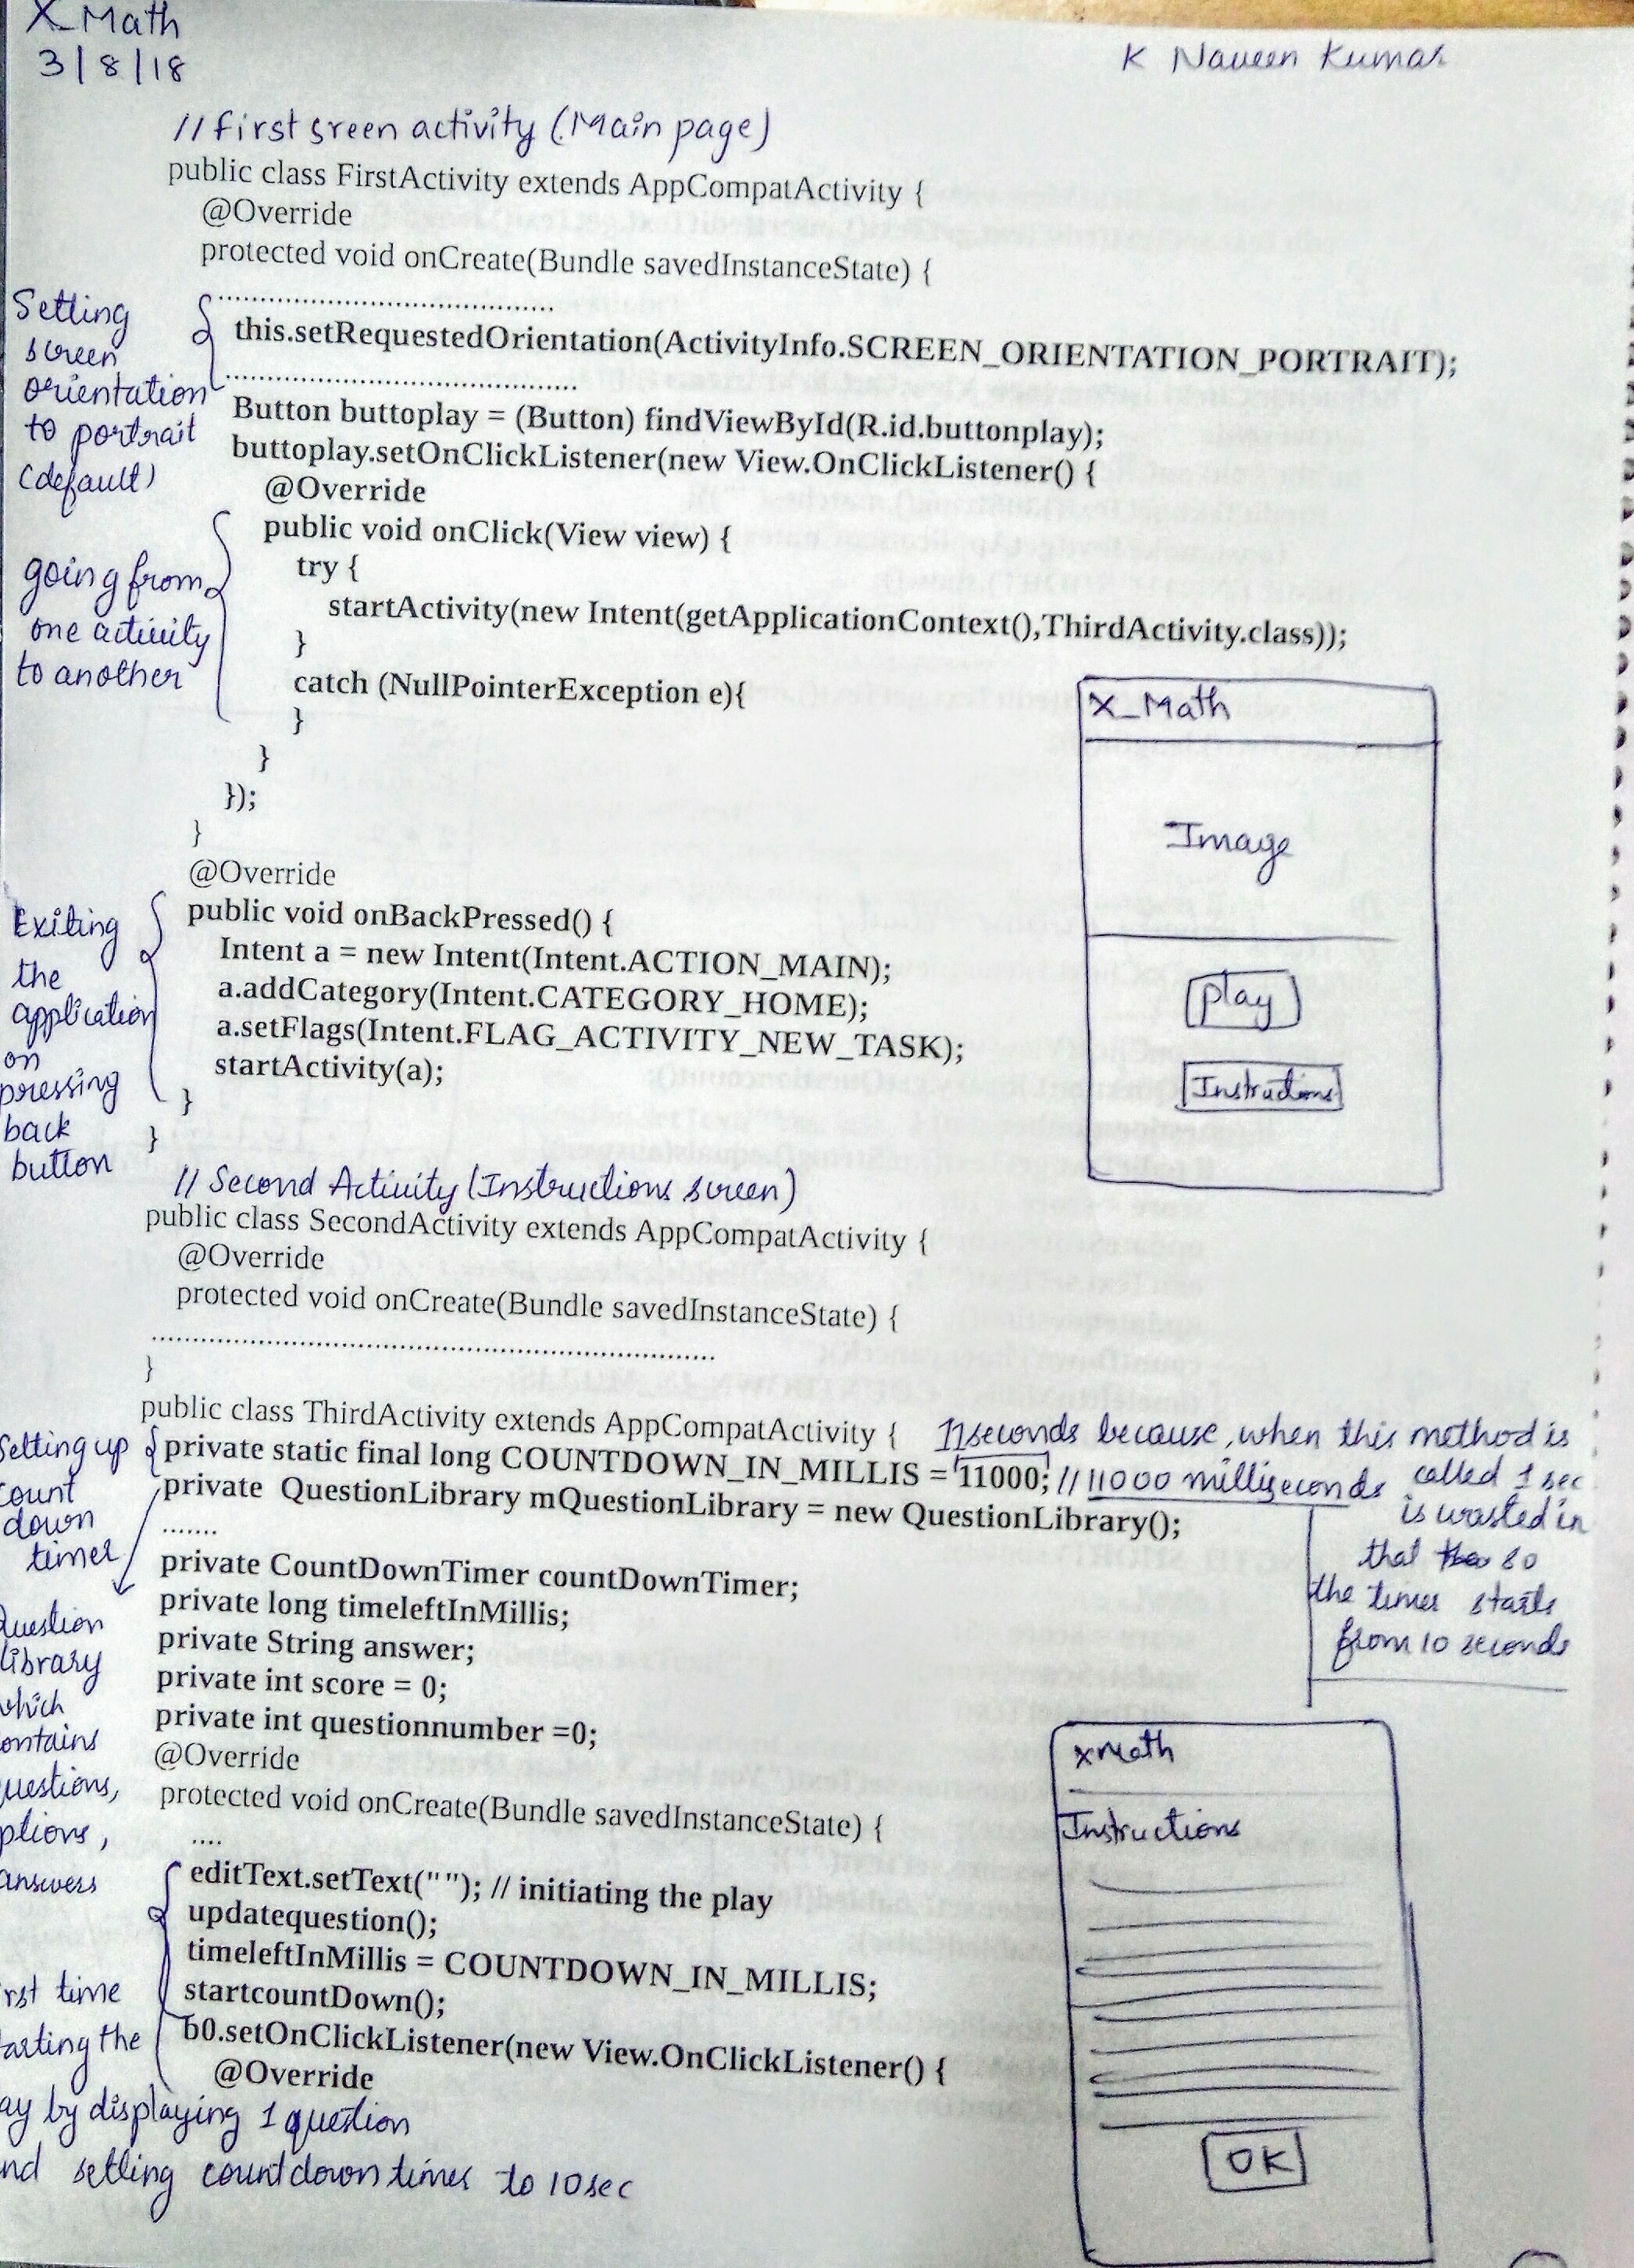 X_Math
3/8/18
K Naveen Kumar
//first sreen activity (Main page)
public class FirstActivity extends AppCompatActivity {
@Override
protected void onCreate(Bundle savedInstanceState) {
.........................................
this.setRequestedOrientation(ActivityInfo.SCREEN_ORIENTATION_PORTRAIT);
..........................................
Setting
screen
orientation
to portrait
(default)
Button buttoplay = (Button) findViewById(R.id.buttonplay);
buttoplay.setOnClickListener(new View.OnClickListener() {
@Override
public void onClick(View view) {
try {
startActivity(new Intent(getApplicationContext(),ThirdActivity.class));
}
catch (NullPointerException e){
}
}
});
}
going from
one activity
to another
X_Math
Image
play
Instructions
@Override
public void onBackPressed() {
Intent a = new Intent(Intent.ACTION_MAIN);
a.addCategory(Intent.CATEGORY_HOME);
a.setFlags(Intent.FLAG_ACTIVITY_NEW_TASK);
startActivity(a);
}
}
Exiting
the
application
on
pressing
back
button
// Second Activity (Instructions screen)
public class SecondActivity extends AppCompatActivity {
@Override
protected void onCreate(Bundle savedInstanceState) {
....................................................................
}
public class ThirdActivity extends AppCompatActivity {
private static final long COUNTDOWN_IN_MILLIS = 11000; // 11000 milliseconds
11seconds because, when this method is
called 1 sec
is wasted in
that so
the timer starts
from 10 seconds
Setting up
count
down
timer
private QuestionLibrary mQuestionLibrary = new QuestionLibrary();
.......
private CountDownTimer countDownTimer;
private long timeleftInMillis;
private String answer;
private int score = 0;
private int questionnumber =0;
@Override
protected void onCreate(Bundle savedInstanceState) {
....
Question
library
which
ontains
uestions,
ptions,
answers
editText.setText(""); // initiating the play
updatequestion();
timeleftInMillis = COUNTDOWN_IN_MILLIS;
startcountDown();
b0.setOnClickListener(new View.OnClickListener() {
@Override
rst time
arting the
ay by displaying 1 question
nd setting countdown timer to 10sec
xMath
Instructions
OK